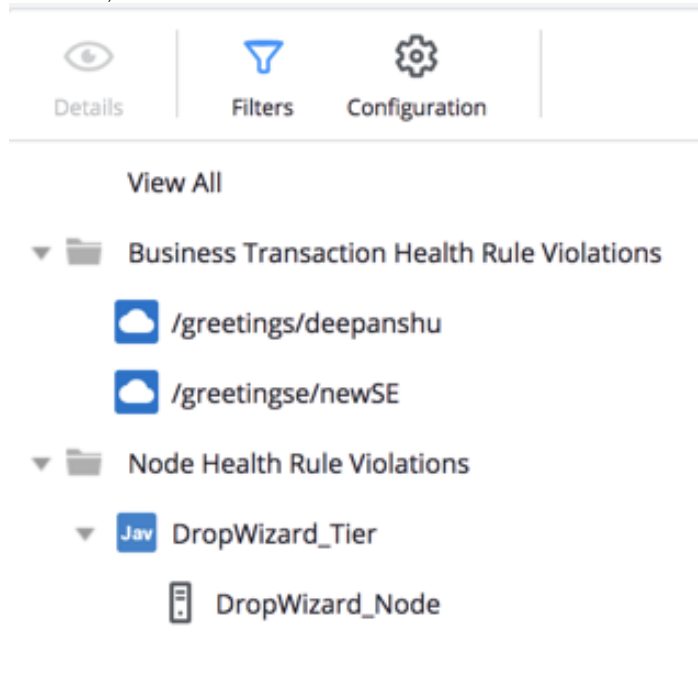 Details
Filters
Configuration
View All
Business Transaction Health Rule Violations
/greetings/deepanshu
/greetingse/newSE
Node Health Rule Violations
Jav DropWizard_Tier
DropWizard_Node